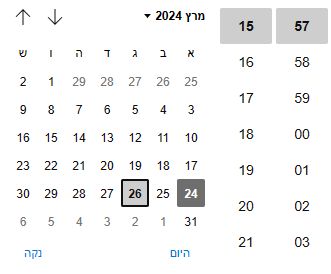 מרץ 2024
א ב ג ד ה ו ש
25 26 27 28 29 1 2
3 4 5 6 7 8 9
10 11 12 13 14 15 16
17 18 19 20 21 22 23
24 25 26 27 28 29 30
31 1 2 3 4 5 6
היום נקה
15 57
16 58
17 59
18 00
19 01
20 02
21 03